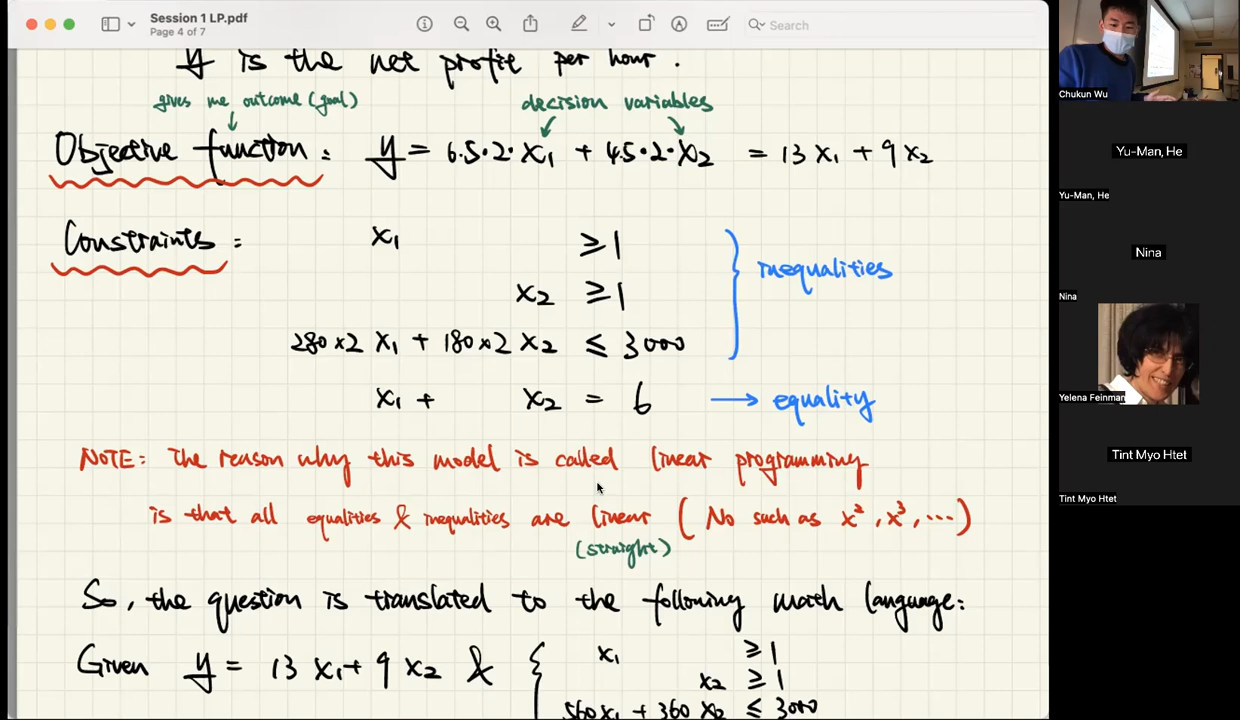 Session 1 LP.pdf
Page 4 of 7
Search
y is the net profit per hour.
gives me outcome (goal)
decision variables
Objective function: y = 6.5·2·x₁ + 4.5·2·x₂ = 13x₁ + 9x₂
Constraints: x₁ ≥ 1
x₂ ≥ 1
inequalities
280×2 x₁ + 180×2 x₂ ≤ 3000
x₁ + x₂ = 6 → equality
NOTE: The reason why this model is called linear programming
is that all equalities & inequalities are linear (No such as x², x³, ...)
(straight)
So, the question is translated to the following math language:
Given y = 13x₁ + 9x₂ & { x₁ ≥ 1
x₂ ≥ 1
560x₁ + 360x₂ ≤ 3000
Chukun Wu
Yu-Man, He
Yu-Man, He
Nina
Nina
Yelena Feinman
Tint Myo Htet
Tint Myo Htet